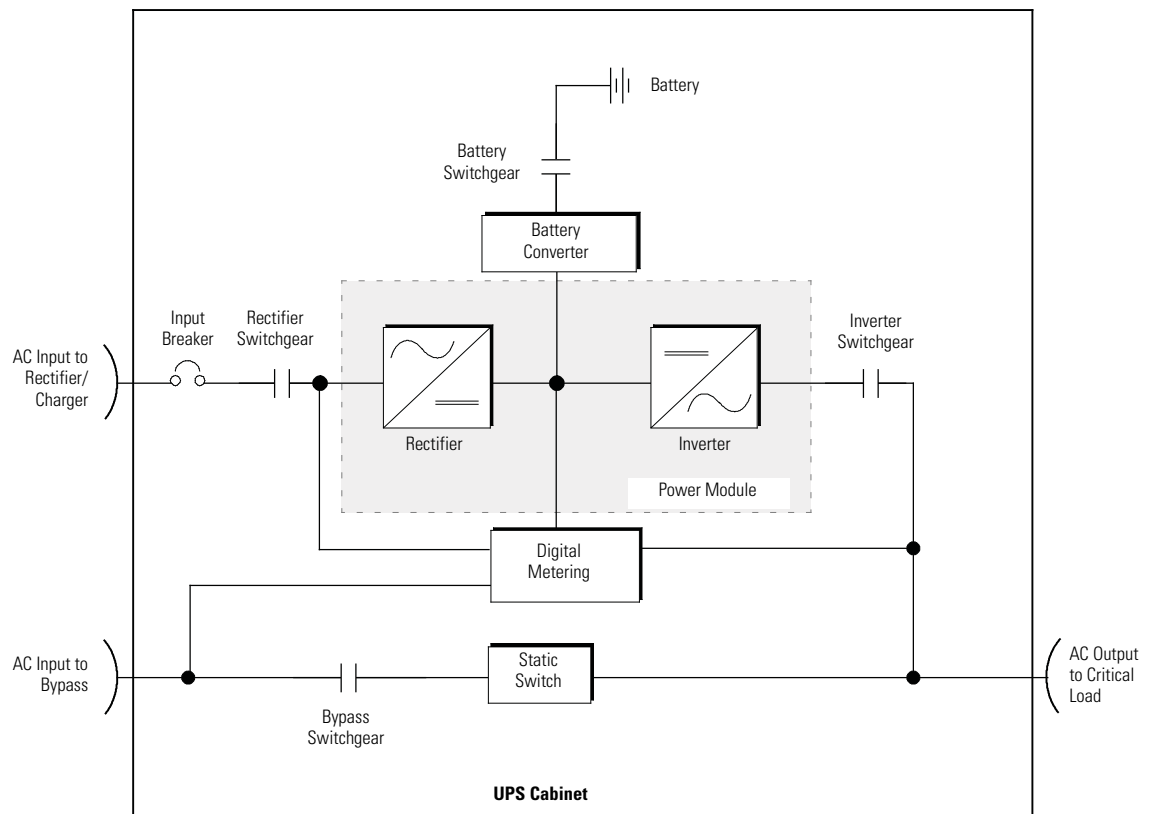 Battery
Battery
Switchgear
Battery
Converter
Input
Breaker
Rectifier
Switchgear
Inverter
Switchgear
AC Input to
Rectifier/
Charger
Rectifier
Inverter
Power Module
Digital
Metering
AC Input to
Bypass
Static
Switch
AC Output
to Critical
Load
Bypass
Switchgear
UPS Cabinet